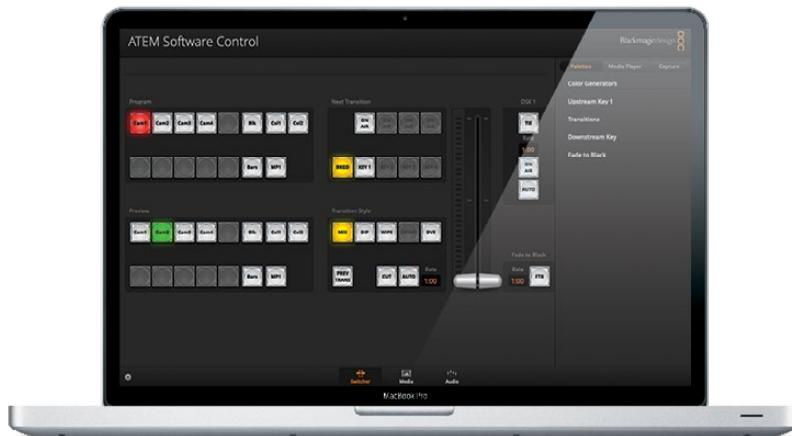 ATEM Software Control
Blackmagicdesign
Palettes Media Player Capture
Color Generators
Upstream Key 1
Transitions
Downstream Key
Fade to Black
Program
Cam1 Cam2 Cam3 Cam4 Blk Col1 Col2
Bars MP1
Next Transition
ON AIR
BKGD KEY 1
DSK 1
TIE
Rate
1:00
ON AIR
AUTO
Preview
Cam1 Cam2 Cam3 Cam4 Blk Col1 Col2
Bars MP1
Transition Style
MIX DIP WIPE DVE
PREV TRANS CUT AUTO Rate 1:00
Fade to Black
Rate
1:00 FTB
Switcher Media Audio
MacBook Pro